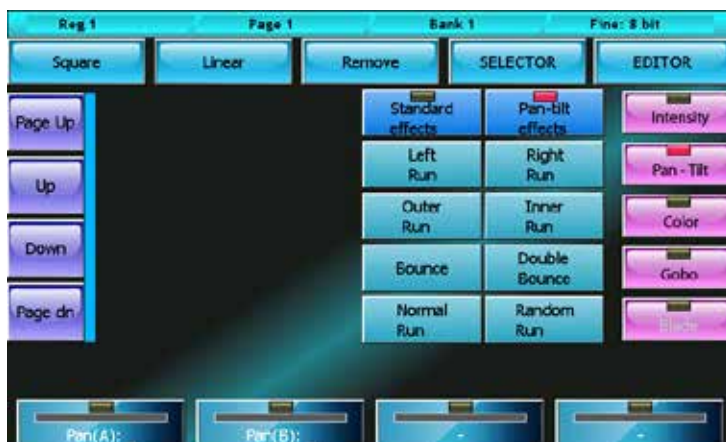 Reg 1 Page 1 Bank 1 Fine: 8 bit
Square Linear Remove SELECTOR EDITOR
Page Up
Up
Down
Page dn
Standard
effects
Pan-tilt
effects
Left
Run
Right
Run
Outer
Run
Inner
Run
Bounce
Double
Bounce
Normal
Run
Random
Run
Intensity
Pan - Tilt
Color
Gobo
Blade
Pan(A): Pan(B): - -